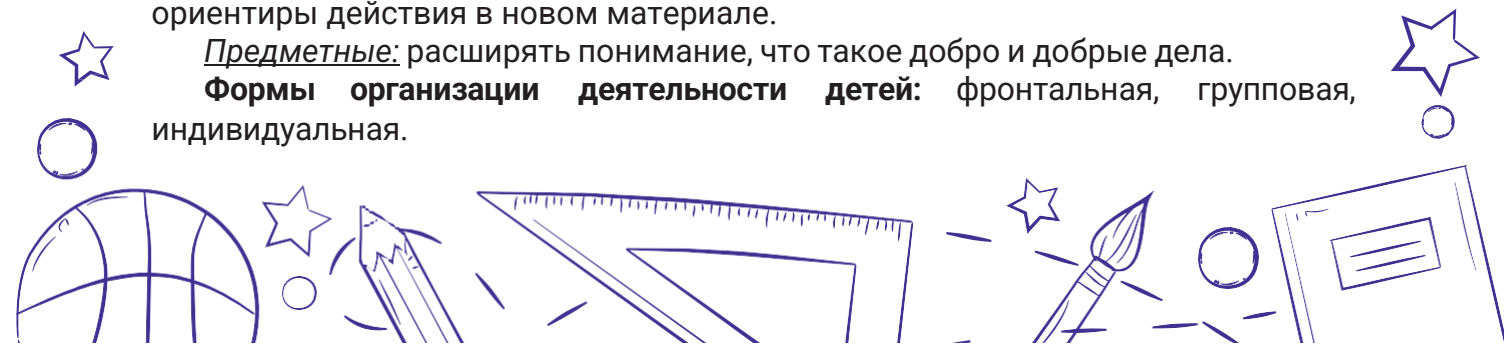 ориентиры действия в новом материале.
Предметные: расширять понимание, что такое добро и добрые дела.
Формы организации деятельности детей: фронтальная, групповая,
индивидуальная.